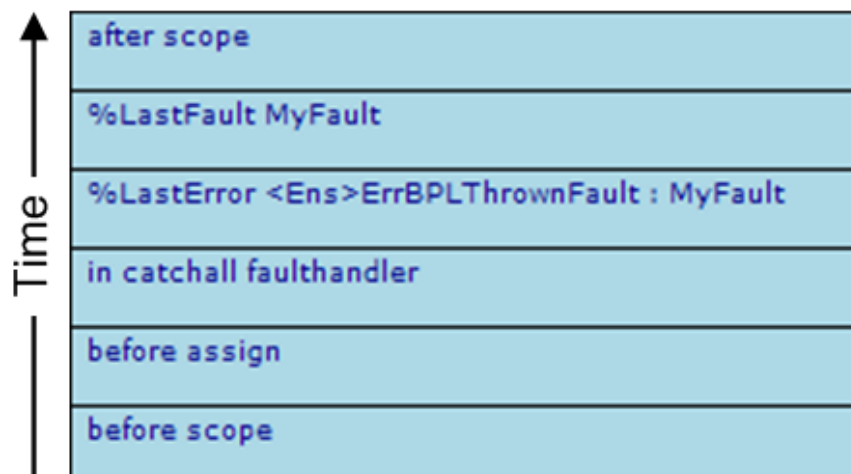 Time
after scope
%LastFault MyFault
%LastError <Ens>ErrBPLThrownFault : MyFault
in catchall faulthandler
before assign
before scope